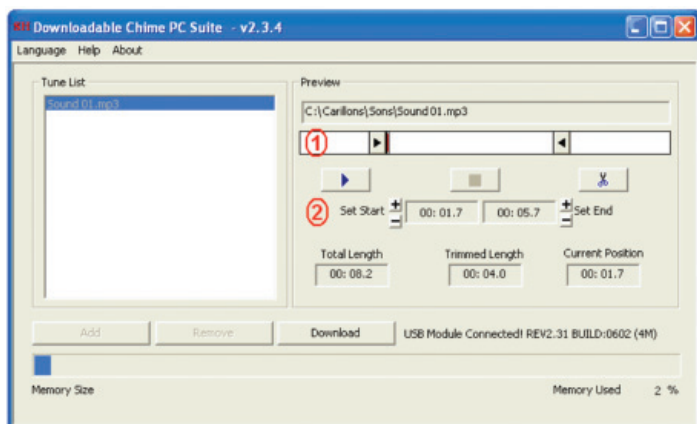 Downloadable Chime PC Suite - v2.3.4
Language Help About
Tune List
Sound 01.mp3
Preview
C:\Carillons\Sons\Sound01.mp3
1
2 Set Start + - 00: 01.7 00: 05.7 + - Set End
Total Length Trimmed Length Current Position
00: 08.2 00: 04.0 00: 01.7
Add Remove Download USB Module Connected! REV2.31 BUILD:0602 (4M)
Memory Size Memory Used 2 %